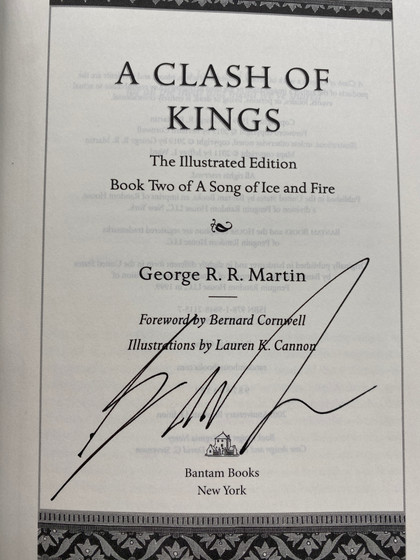 A CLASH OF
KINGS
The Illustrated Edition
Book Two of A Song of Ice and Fire
George R. R. Martin
Foreword by Bernard Cornwell
Illustrations by Lauren K. Cannon
Bantam Books
New York